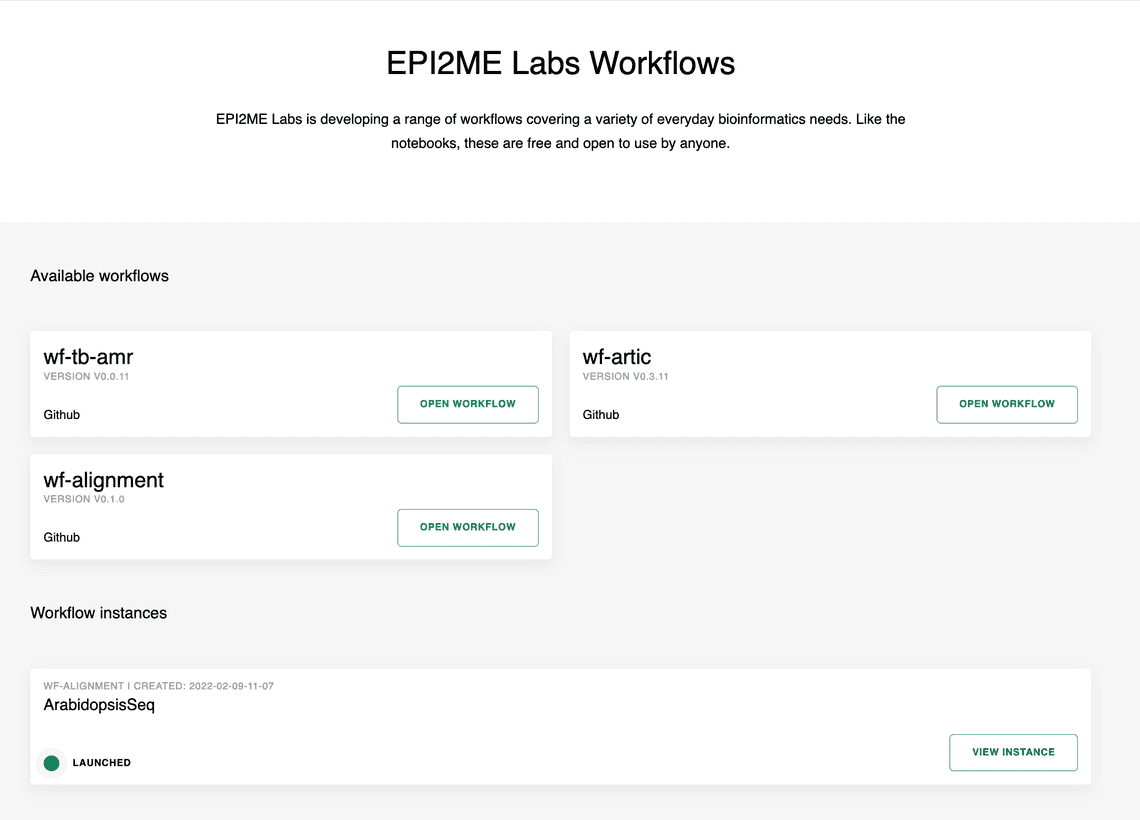 EPI2ME Labs Workflows
EPI2ME Labs is developing a range of workflows covering a variety of everyday bioinformatics needs. Like the
notebooks, these are free and open to use by anyone.
Available workflows
wf-tb-amr
VERSION V0.0.11
Github
OPEN WORKFLOW
wf-artic
VERSION V0.3.11
Github
OPEN WORKFLOW
wf-alignment
VERSION V0.1.0
Github
OPEN WORKFLOW
Workflow instances
WF-ALIGNMENT | CREATED: 2022-02-09-11-07
ArabidopsisSeq
LAUNCHED
VIEW INSTANCE